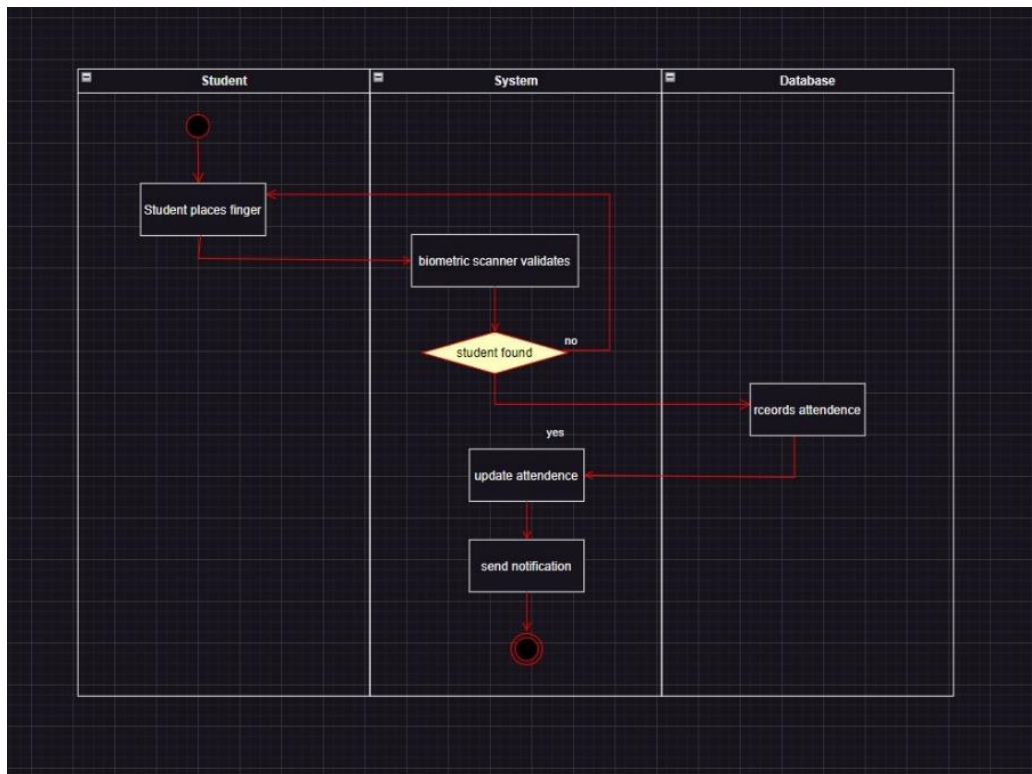 Student
System
Database
Student places finger
biometric scanner validates
student found
no
rceords attendence
yes
update attendence
send notification